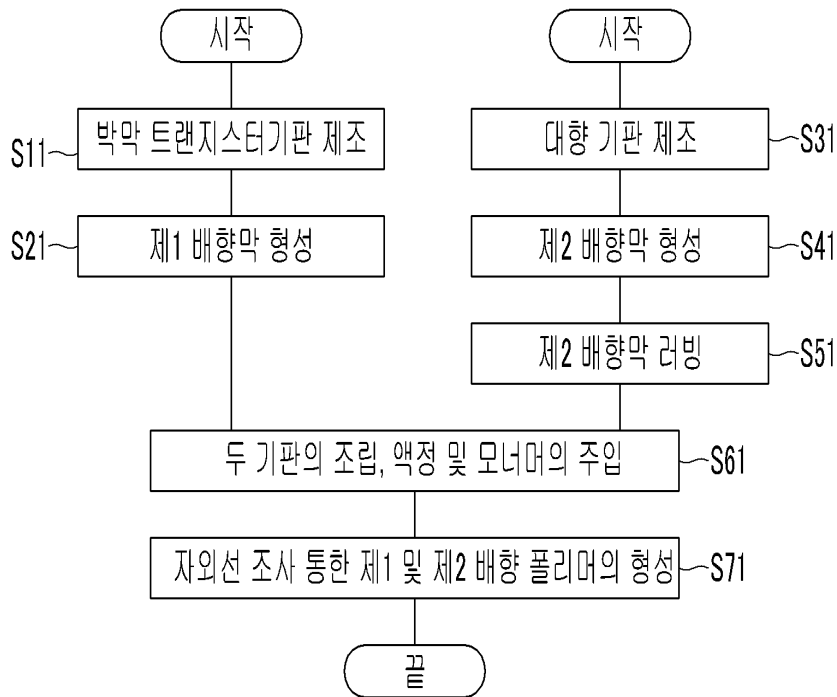 시작
시작
S11
박막 트랜지스터기판 제조
대향 기판 제조
S31
S21
제1 배향막 형성
제2 배향막 형성
S41
제2 배향막 러빙
S51
두 기판의 조립, 액정 및 모너머의 주입
S61
자외선 조사 통한 제1 및 제2 배향 폴리머의 형성
S71
끝